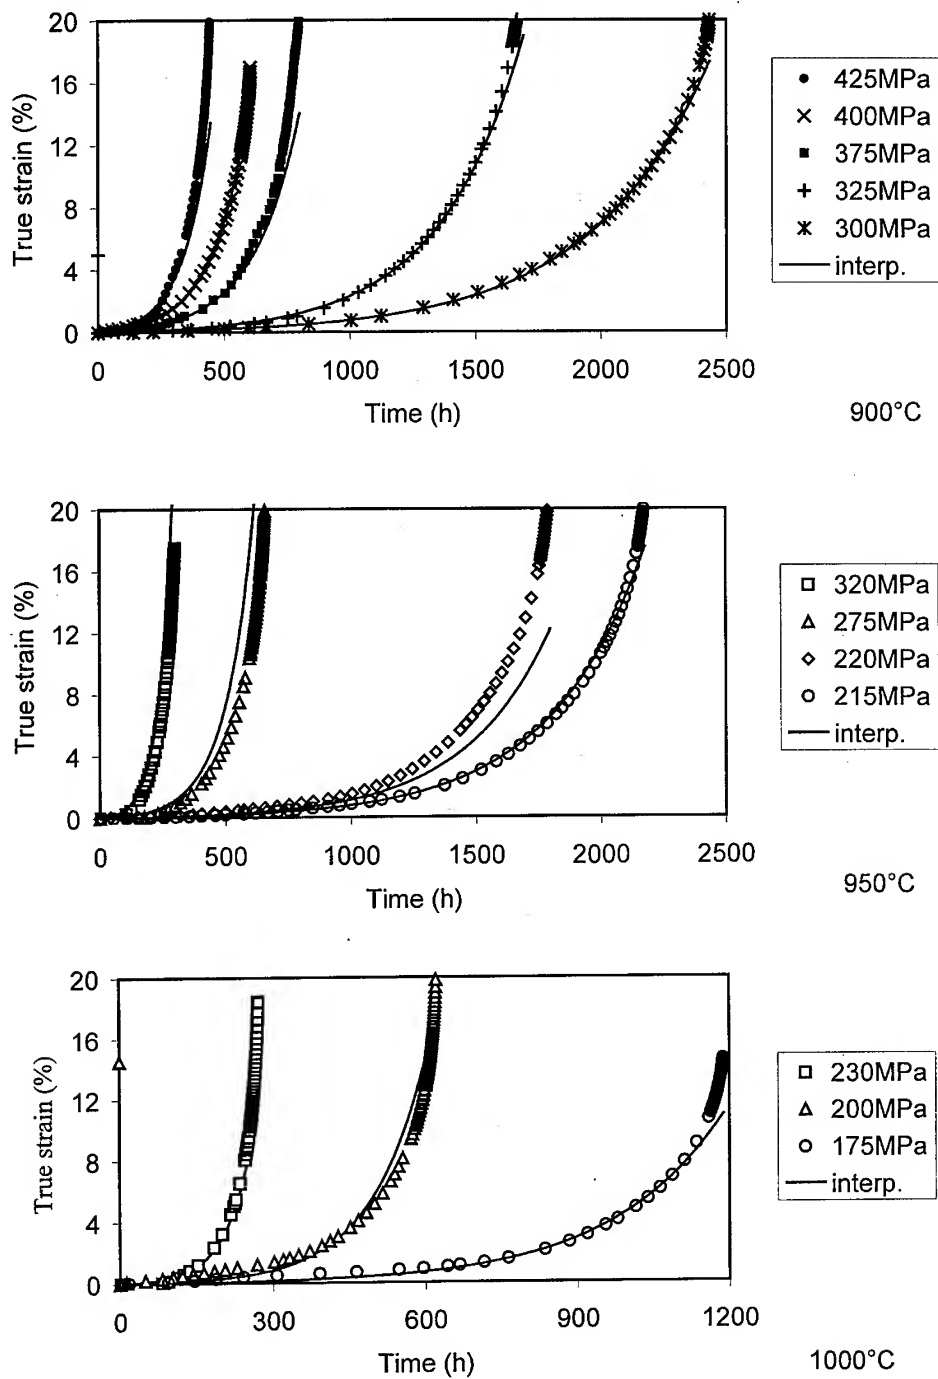 20
16
12
8
4
0
True strain (%)
0 500 1000 1500 2000 2500
Time (h)
425MPa
400MPa
375MPa
325MPa
300MPa
interp.
900°C
20
16
12
8
4
0
True strain (%)
0 500 1000 1500 2000 2500
Time (h)
320MPa
275MPa
220MPa
215MPa
interp.
950°C
20
16
12
8
4
0
True strain (%)
0 300 600 900 1200
Time (h)
230MPa
200MPa
175MPa
interp.
1000°C